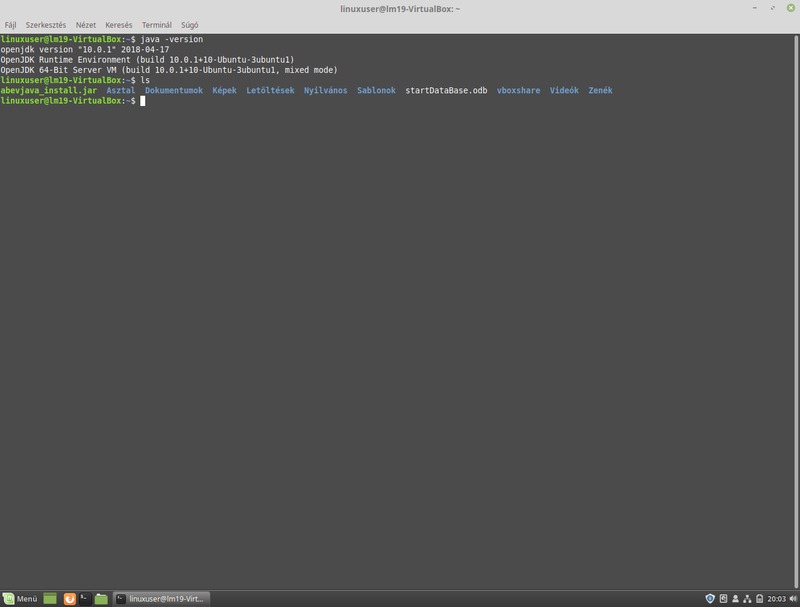 linuxuser@lm19-VirtualBox: ~
Fájl Szerkesztés Nézet Keresés Terminál Súgó
linuxuser@lm19-VirtualBox:~$ java -version
openjdk version "10.0.1" 2018-04-17
OpenJDK Runtime Environment (build 10.0.1+10-Ubuntu-3ubuntu1)
OpenJDK 64-Bit Server VM (build 10.0.1+10-Ubuntu-3ubuntu1, mixed mode)
linuxuser@lm19-VirtualBox:~$ ls
abevjava_install.jar Asztal Dokumentumok Képek Letöltések Nyilvános Sablonok startDataBase.odb vboxshare Videók Zenék
linuxuser@lm19-VirtualBox:~$
Menü linuxuser@lm19-Virt... 20:03